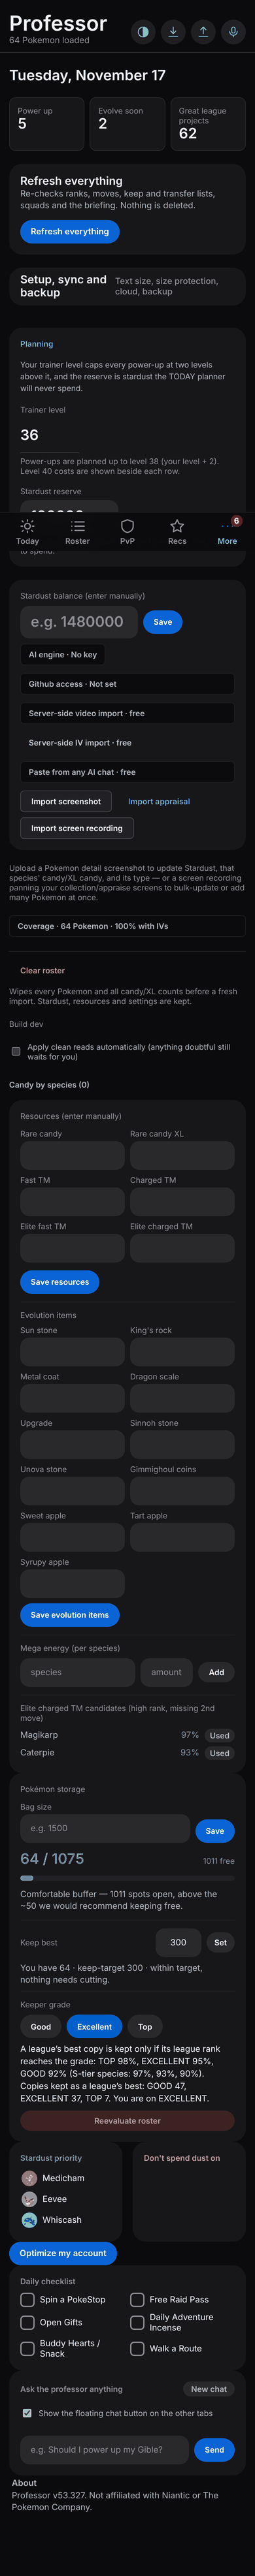 Professor
64 Pokemon loaded
Tuesday, November 17
Power up
5
Evolve soon
2
Great league
projects
62
Refresh everything
Re-checks ranks, moves, keep and transfer lists,
squads and the briefing. Nothing is deleted.
Refresh everything
Setup, sync and
backup
Text size, size protection,
cloud, backup
Planning
Your trainer level caps every power-up at two levels
above it, and the reserve is stardust the TODAY planner
will never spend.
Trainer level
36
Power-ups are planned up to level 38 (your level + 2).
Level 40 costs are shown beside each row.
Stardust reserve
Today
Roster
PvP
Recs
More
6
to spend.
Stardust balance (enter manually)
e.g. 1480000
Save
AI engine · No key
Github access · Not set
Server-side video import · free
Server-side IV import · free
Paste from any AI chat · free
Import screenshot
Import appraisal
Import screen recording
Upload a Pokemon detail screenshot to update Stardust, that
species' candy/XL candy, and its type — or a screen recording
panning your collection/appraise screens to bulk-update or add
many Pokemon at once.
Coverage · 64 Pokemon · 100% with IVs
Clear roster
Wipes every Pokemon and all candy/XL counts before a fresh
import. Stardust, resources and settings are kept.
Build dev
Apply clean reads automatically (anything doubtful still
waits for you)
Candy by species (0)
Resources (enter manually)
Rare candy
Rare candy XL
Fast TM
Charged TM
Elite fast TM
Elite charged TM
Save resources
Evolution items
Sun stone
King's rock
Metal coat
Dragon scale
Upgrade
Sinnoh stone
Unova stone
Gimmighoul coins
Sweet apple
Tart apple
Syrupy apple
Save evolution items
Mega energy (per species)
species
amount
Add
Elite charged TM candidates (high rank, missing 2nd
move)
Magikarp
97%
Used
Caterpie
93%
Used
Pokémon storage
Bag size
e.g. 1500
Save
64 / 1075
1011 free
Comfortable buffer — 1011 spots open, above the
~50 we would recommend keeping free.
Keep best
300
Set
You have 64 · keep-target 300 · within target,
nothing needs cutting.
Keeper grade
Good
Excellent
Top
A league's best copy is kept only if its league rank
reaches the grade: TOP 98%, EXCELLENT 95%,
GOOD 92% (S-tier species: 97%, 93%, 90%).
Copies kept as a league's best: GOOD 47,
EXCELLENT 37, TOP 7. You are on EXCELLENT.
Reevaluate roster
Stardust priority
Medicham
Eevee
Whiscash
Don't spend dust on
Optimize my account
Daily checklist
Spin a PokeStop
Free Raid Pass
Open Gifts
Daily Adventure
Incense
Buddy Hearts /
Snack
Walk a Route
Ask the professor anything
New chat
Show the floating chat button on the other tabs
e.g. Should I power up my Gible?
Send
About
Professor v53.327. Not affiliated with Niantic or The
Pokemon Company.